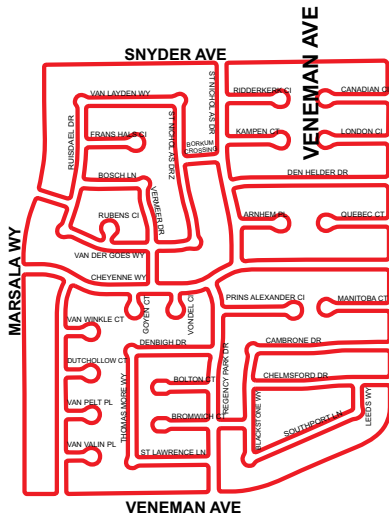 SNYDER AVE
VENEMAN AVE
MARSALA WY
VENEMAN AVE
VAN LAYDEN WY
ST NICHOLAS DR
RIDDERKERK CI
CANADIAN CI
RUISDAEL DR
FRANS HALS CI
ST NICHOLAS DRZ
BORKUM
CROSSING
KAMPEN CT
LONDON CI
BOSCH LN
DEN HELDER DR
VERMEER DR
RUBENS CI
ARNHEM PL
QUEBEC CT
VAN DER GOES WY
CHEYENNE WY
GOYEN CT
VONDEL CI
PRINS ALEXANDER CI
MANITOBA CT
VAN WINKLE CT
DENBIGH DR
CAMBRONE DR
DUTCHOLLOW CT
THOMAS MORE WY
BOLTON CT
REGENCY PARK DR
CHELMSFORD DR
VAN PELT PL
BROMWCH CT
BLACKSTONE WY
SOUTHPORT LN
LEEDS WY
VAN VALIN PL
ST LAWRENCE LN